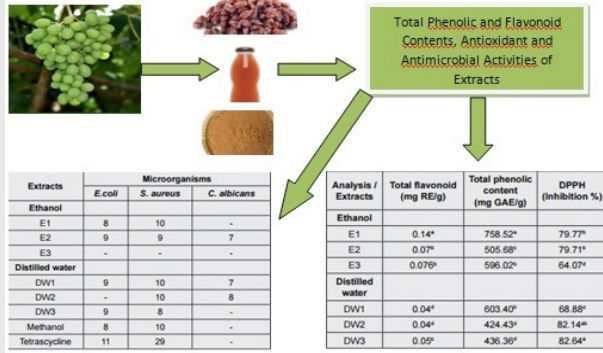 Total Phenolic and Flavonoid
Contents, Antioxidant and
Antimicrobial Activities of
Extracts
Extracts Microorganisms
E.coli S. aureus C. albicans
Ethanol
E1 8 10 -
E2 9 9 7
E3 - - -
Distilled water
DW1 9 10 7
DW2 - 10 8
DW3 9 8 -
Methanol 8 10 -
Tetrascycline 11 29 -
Analysis / Extracts Total flavonoid (mg RE/g) Total phenolic content (mg GAE/g) DPPH (Inhibition %)
Ethanol
E1 0.14ᵃ 758.52ᵃ 79.77ᵇ
E2 0.07ᵇ 505.68ᶜ 79.71ᵇ
E3 0.076ᵇ 596.02ᵇ 64.07ᵈ
Distilled water
DW1 0.04ᵈ 603.40ᵇ 68.88ᶜ
DW2 0.04ᵈ 424.43ᵈ 82.14ᵃᵇ
DW3 0.05ᶜ 436.36ᵈ 82.64ᵃ